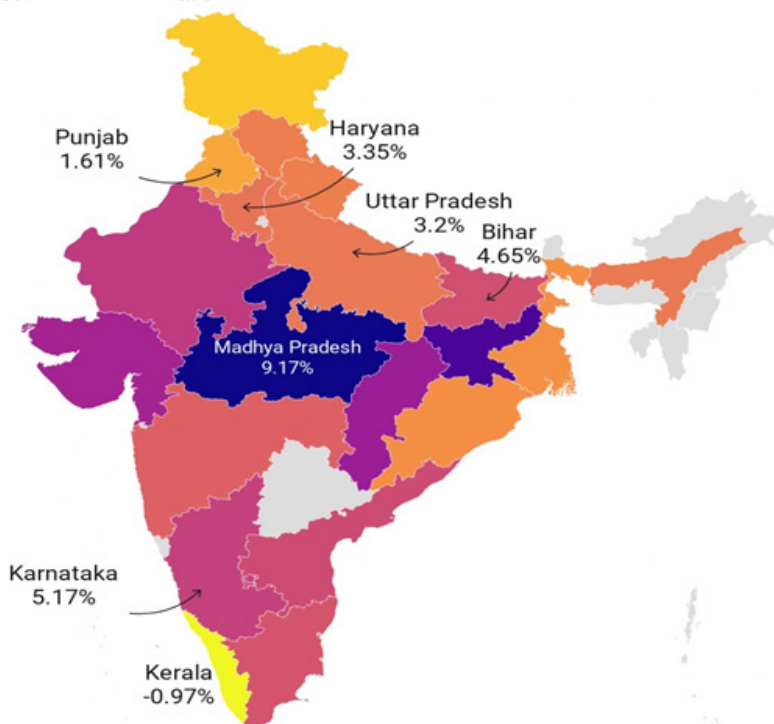 Punjab
1.61%
Haryana
3.35%
Uttar Pradesh
3.2%
Bihar
4.65%
Madhya Pradesh
9.17%
Karnataka
5.17%
Kerala
-0.97%